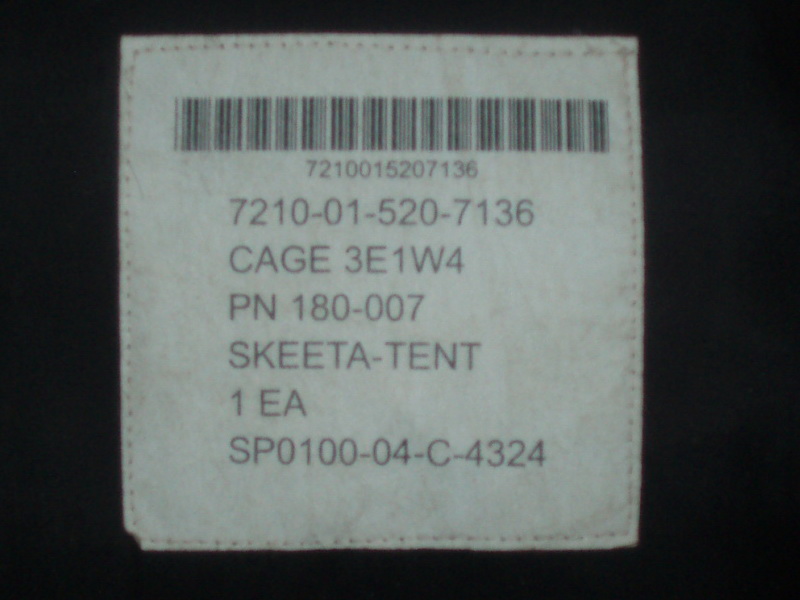 7210015207136
7210-01-520-7136
CAGE 3E1W4
PN 180-007
SKEETA-TENT
1 EA
SP0100-04-C-4324